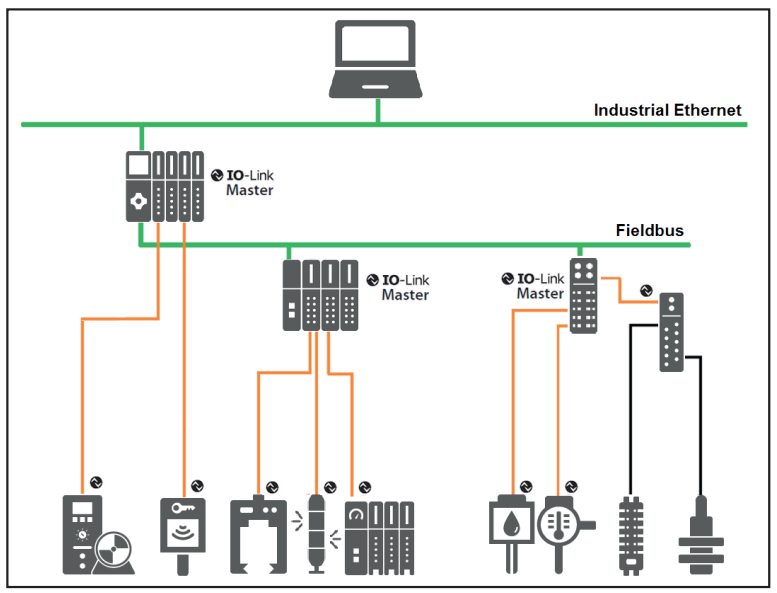 Industrial Ethernet
IO-Link
Master
Fieldbus
IO-Link
Master
IO-Link
Master